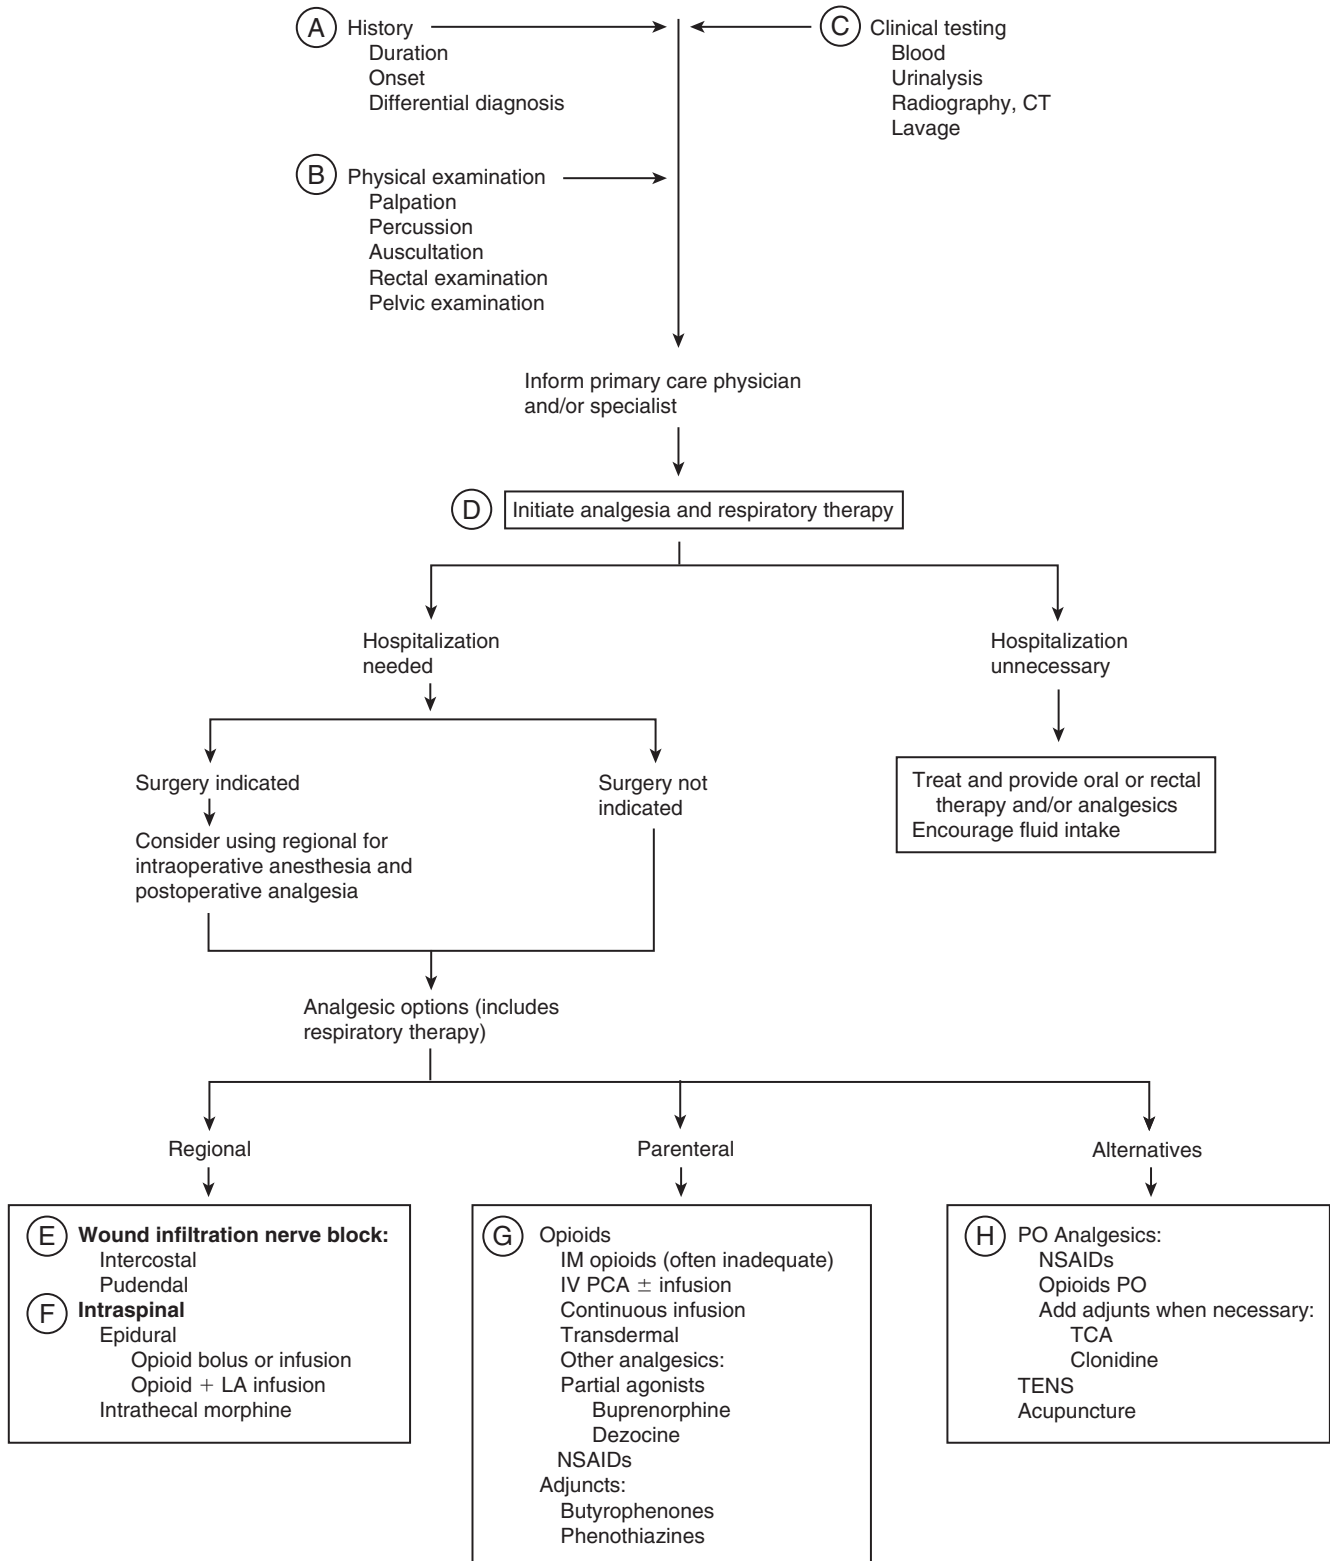 A History
Duration
Onset
Differential diagnosis
C Clinical testing
Blood
Urinalysis
Radiography, CT
Lavage
B Physical examination
Palpation
Percussion
Auscultation
Rectal examination
Pelvic examination
Inform primary care physician
and/or specialist
D Initiate analgesia and respiratory therapy
Hospitalization
needed
Hospitalization
unnecessary
Surgery indicated
Surgery not
indicated
Treat and provide oral or rectal
therapy and/or analgesics
Encourage fluid intake
Consider using regional for
intraoperative anesthesia and
postoperative analgesia
Analgesic options (includes
respiratory therapy)
Regional
Parenteral
Alternatives
E Wound infiltration nerve block:
Intercostal
Pudendal
F Intraspinal
Epidural
Opioid bolus or infusion
Opioid + LA infusion
Intrathecal morphine
G Opioids
IM opioids (often inadequate)
IV PCA ± infusion
Continuous infusion
Transdermal
Other analgesics:
Partial agonists
Buprenorphine
Dezocine
NSAIDs
Adjuncts:
Butyrophenones
Phenothiazines
H PO Analgesics:
NSAIDs
Opioids PO
Add adjunts when necessary:
TCA
Clonidine
TENS
Acupuncture